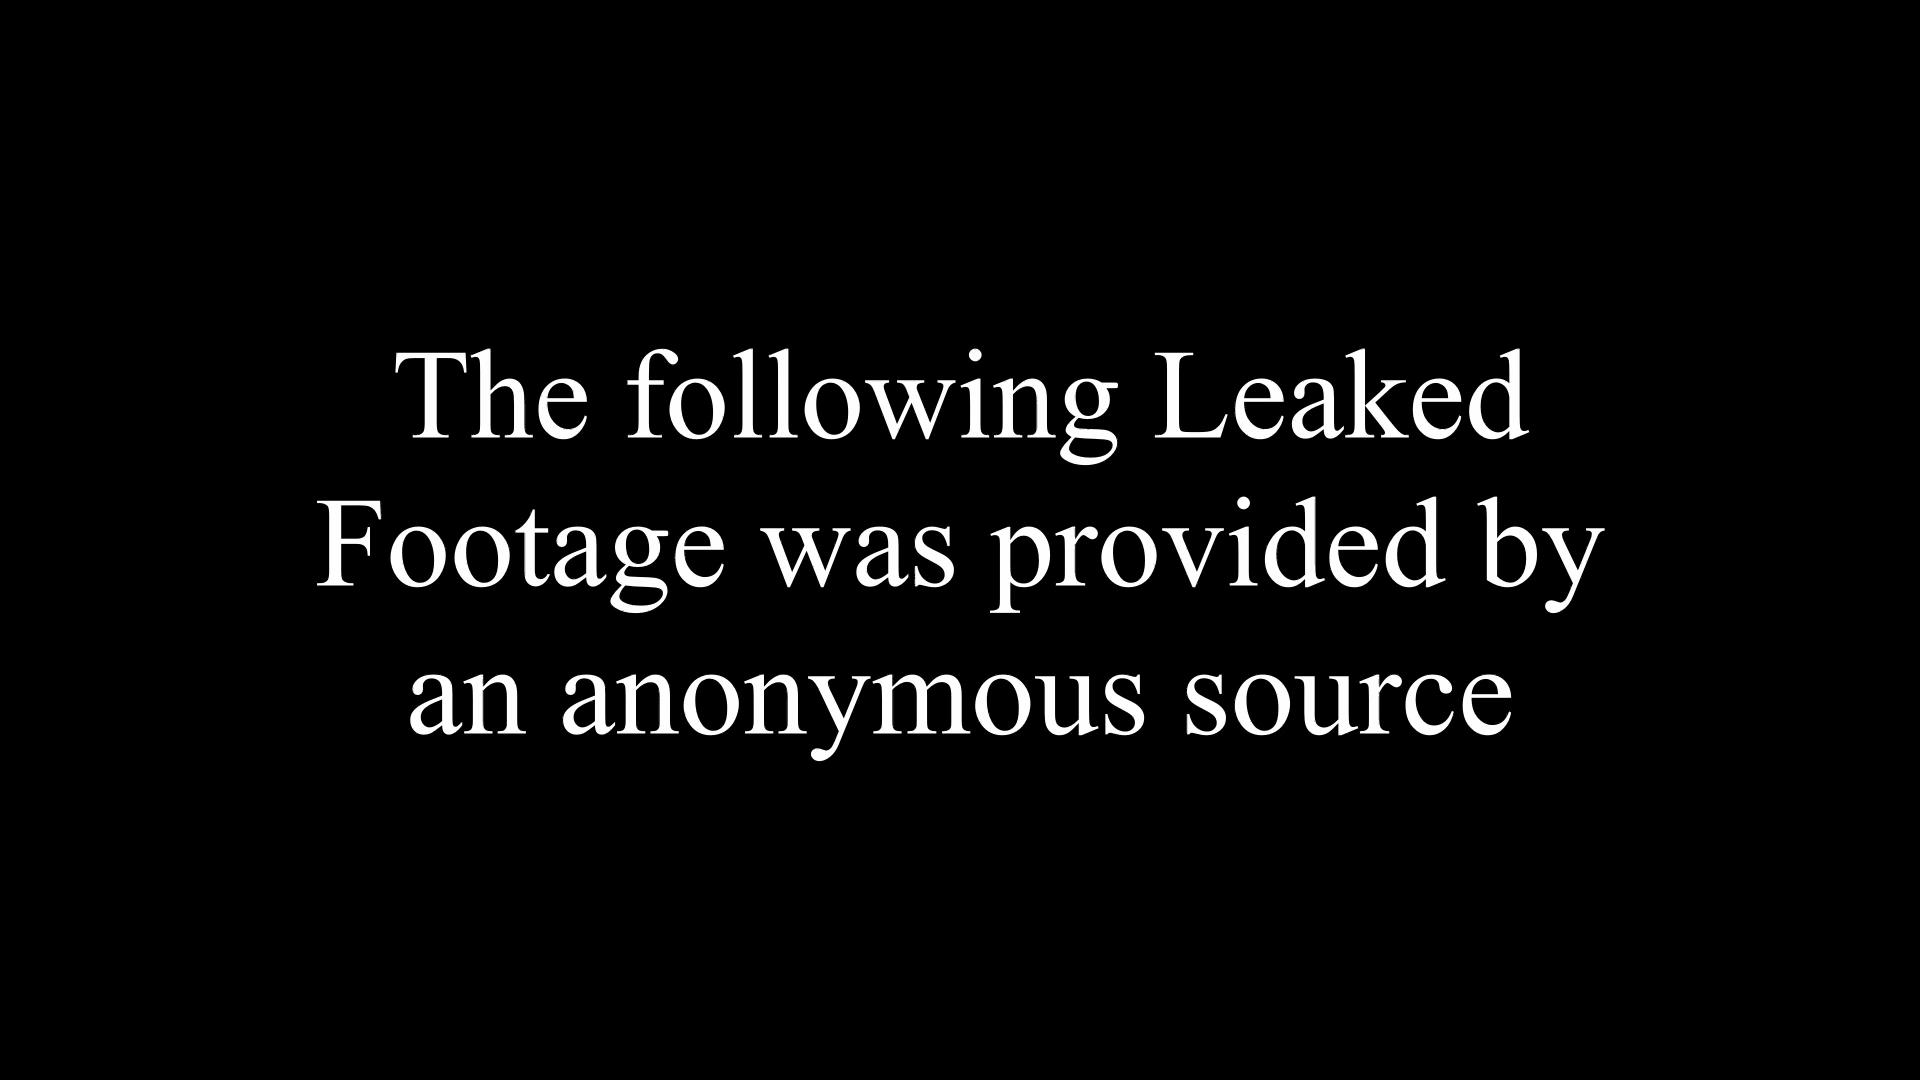 The following Leaked
Footage was provided by
an anonymous source